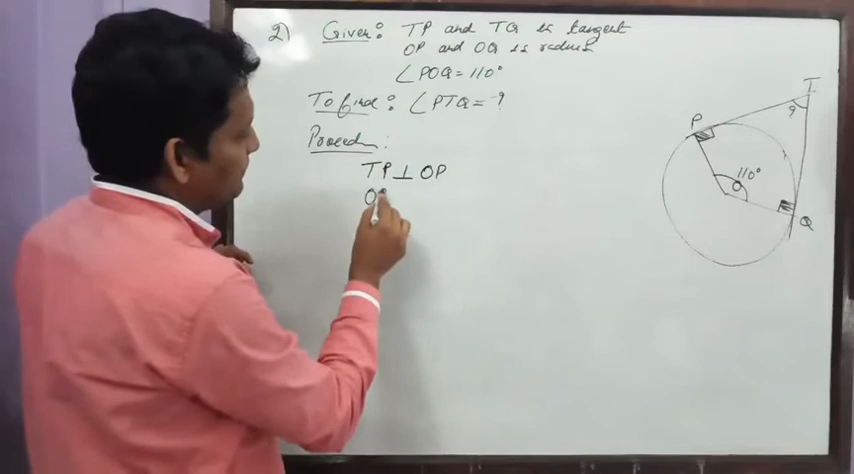 2) Given: TP and TQ is tangent
OP and OQ is radius
∠POQ = 110°
To find: ∠PTQ = ?
Proceedn:
TP ⊥ OP
T
P
?
110°
O
Q